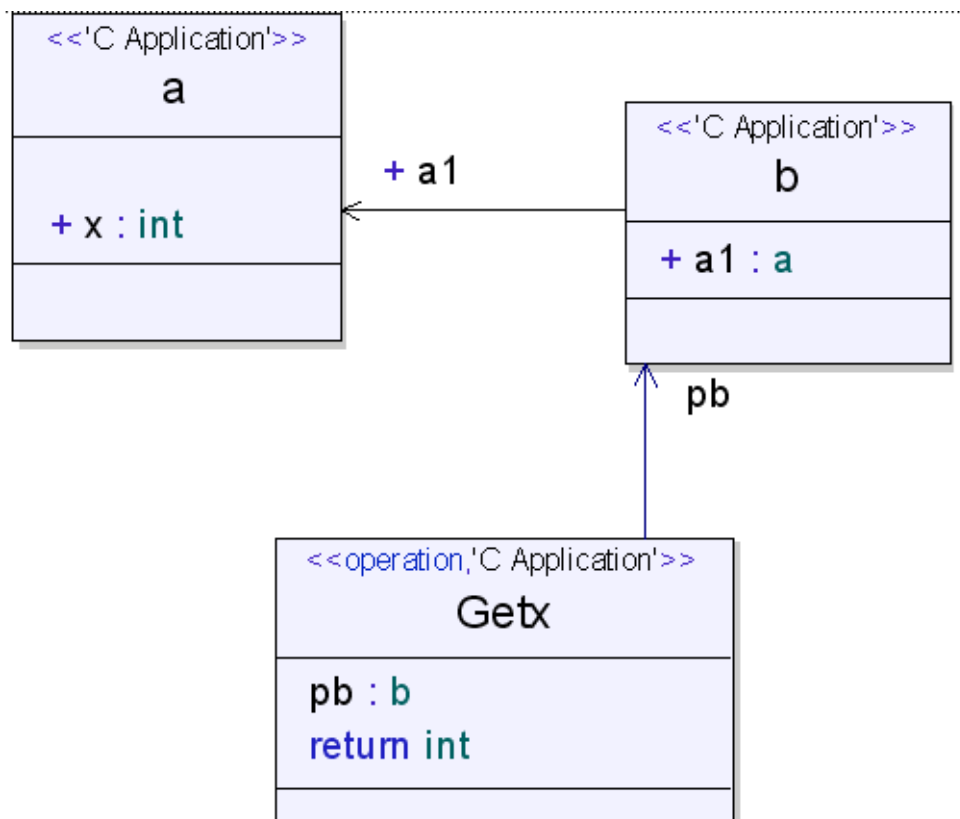 <<'C Application'>>
a
+ x : int
+ a1
<<'C Application'>>
b
+ a1 : a
pb
<<operation,'C Application'>>
Getx
pb : b
return int